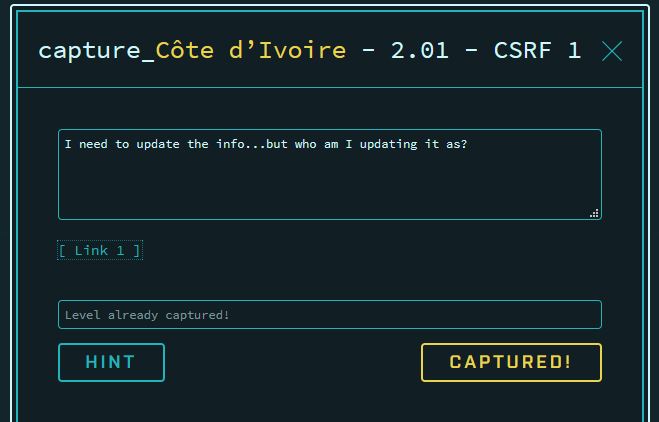 capture_Côte d’Ivoire - 2.01 - CSRF 1
I need to update the info...but who am I updating it as?
[ Link 1 ]
Level already captured!
HINT
CAPTURED!